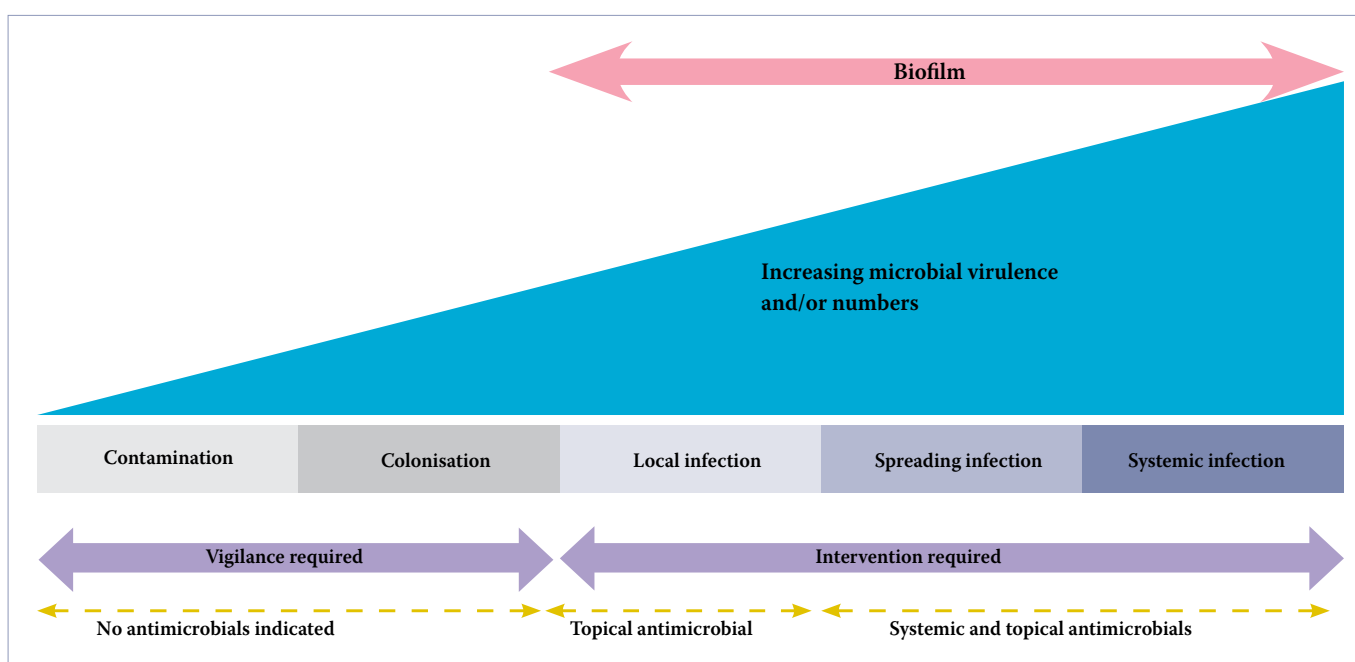 Biofilm
Increasing microbial virulence
and/or numbers
Contamination
Colonisation
Local infection
Spreading infection
Systemic infection
Vigilance required
Intervention required
No antimicrobials indicated
Topical antimicrobial
Systemic and topical antimicrobials